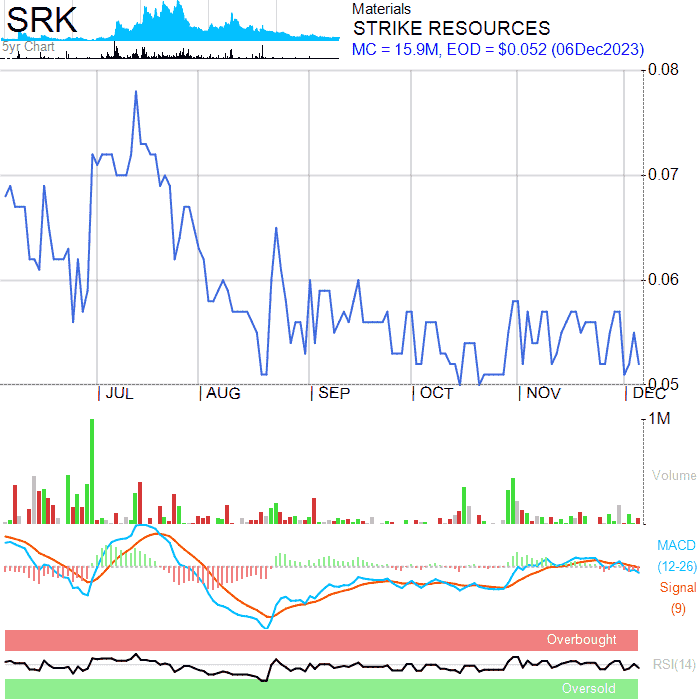 SRK
5yr Chart
Materials
STRIKE RESOURCES
MC = 15.9M, EOD = $0.052 (06Dec2023)
0.08
0.07
0.06
0.05
JUL AUG SEP OCT NOV DEC
1M
Volume
MACD
(12-26)
Signal
(9)
Overbought
RSI(14)
Oversold